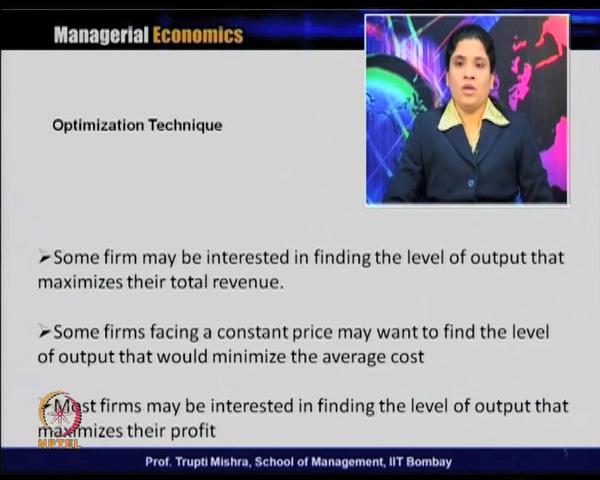 Managerial Economics
Optimization Technique
➢Some firm may be interested in finding the level of output that
maximizes their total revenue.
➢Some firms facing a constant price may want to find the level
of output that would minimize the average cost
➢Most firms may be interested in finding the level of output that
maximizes their profit
NPTEL
Prof. Trupti Mishra, School of Management, IIT Bombay
5